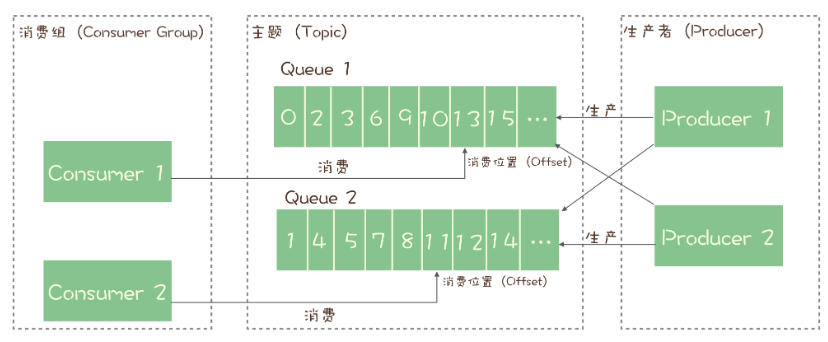 消费组 (Consumer Group)
主题 (Topic)
生产者 (Producer)
Queue 1
0 2 3 6 9 10 13 15 ...
生产
Producer 1
消费位置 (Offset)
消费
Consumer 1
Queue 2
1 4 5 7 8 11 12 14 ...
生产
Producer 2
消费位置 (Offset)
Consumer 2
消费